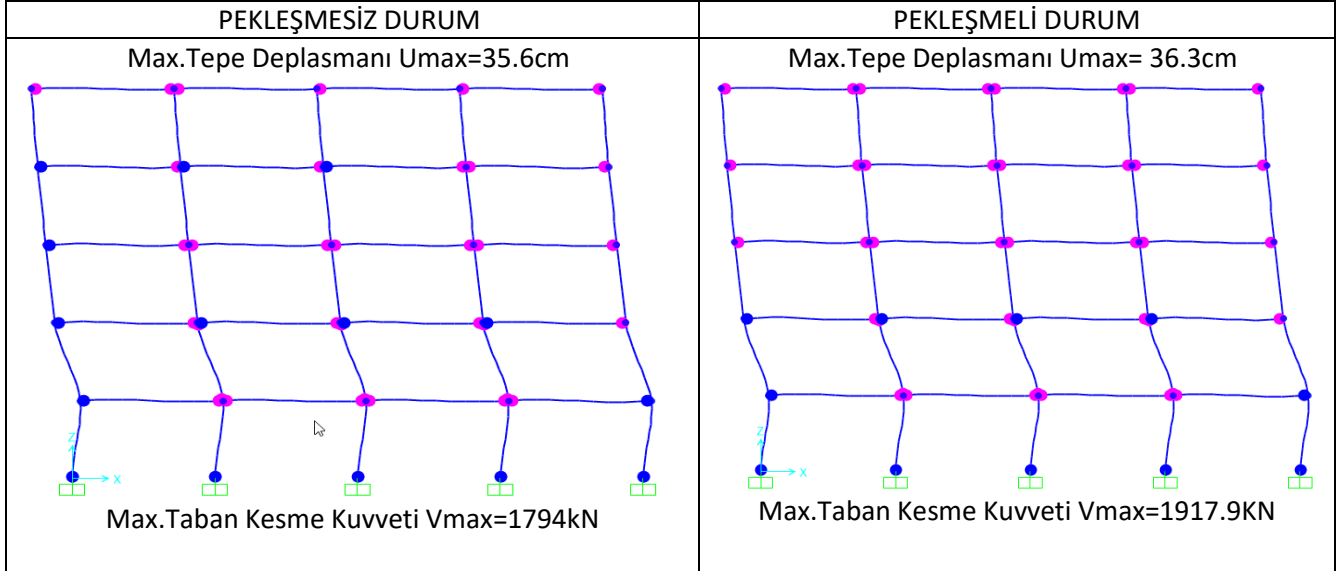 PEKLEŞMESİZ DURUM
Max.Tepe Deplasmanı Umax=35.6cm
Z
X
Max.Taban Kesme Kuvveti Vmax=1794kN
PEKLEŞMELİ DURUM
Max.Tepe Deplasmanı Umax= 36.3cm
Z
X
Max.Taban Kesme Kuvveti Vmax=1917.9KN